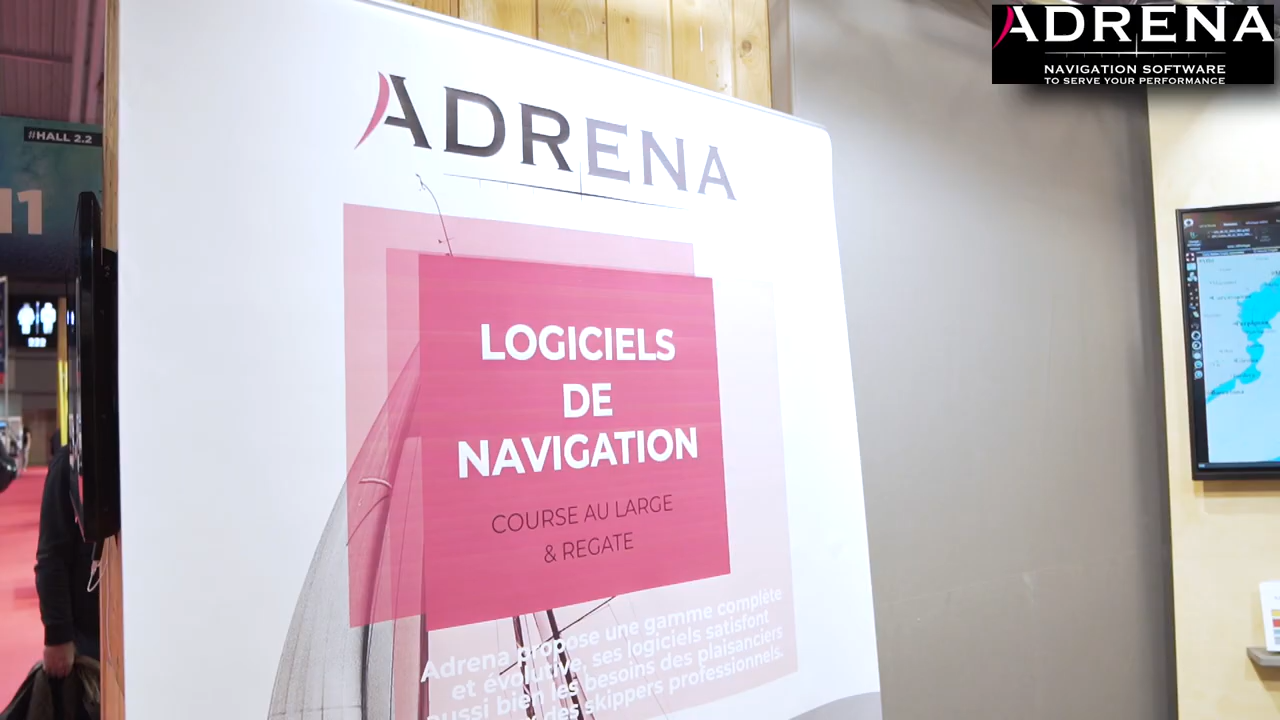 ADRENA
NAVIGATION SOFTWARE
TO SERVE YOUR PERFORMANCE
#HALL 2.2
ADRENA
LOGICIELS
DE
NAVIGATION
COURSE AU LARGE
& REGATE
Adrena propose une gamme complète
et évolutive, ses logiciels satisfont
aussi bien les besoins des plaisanciers
des skippers professionnels.